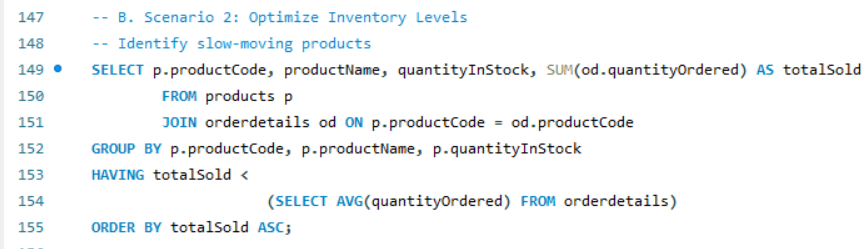 147 -- B. Scenario 2: Optimize Inventory Levels
148 -- Identify slow-moving products
149 SELECT p.productCode, productName, quantityInStock, SUM(od.quantityOrdered) AS totalSold
150 FROM products p
151 JOIN orderdetails od ON p.productCode = od.productCode
152 GROUP BY p.productCode, p.productName, p.quantityInStock
153 HAVING totalSold <
154 (SELECT AVG(quantityOrdered) FROM orderdetails)
155 ORDER BY totalSold ASC;